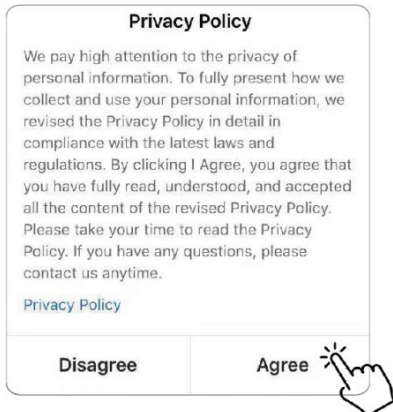 Privacy Policy
We pay high attention to the privacy of
personal information. To fully present how we
collect and use your personal information, we
revised the Privacy Policy in detail in
compliance with the latest laws and
regulations. By clicking I Agree, you agree that
you have fully read, understood, and accepted
all the content of the revised Privacy Policy.
Please take your time to read the Privacy
Policy. If you have any questions, please
contact us anytime.
Privacy Policy
Disagree
Agree